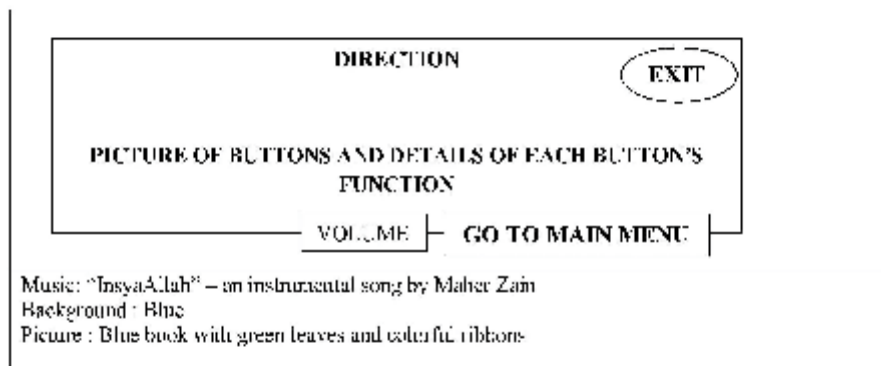 DIRECTION
EXIT
PICTURE OF BUTTONS AND DETAILS OF EACH BUTTON'S
FUNCTION
VOLUME
GO TO MAIN MENU
Music: "InsyaAllah" – an instrumental song by Maher Zain
Background : Blue
Picture : Blue book with green leaves and colorful ribbons